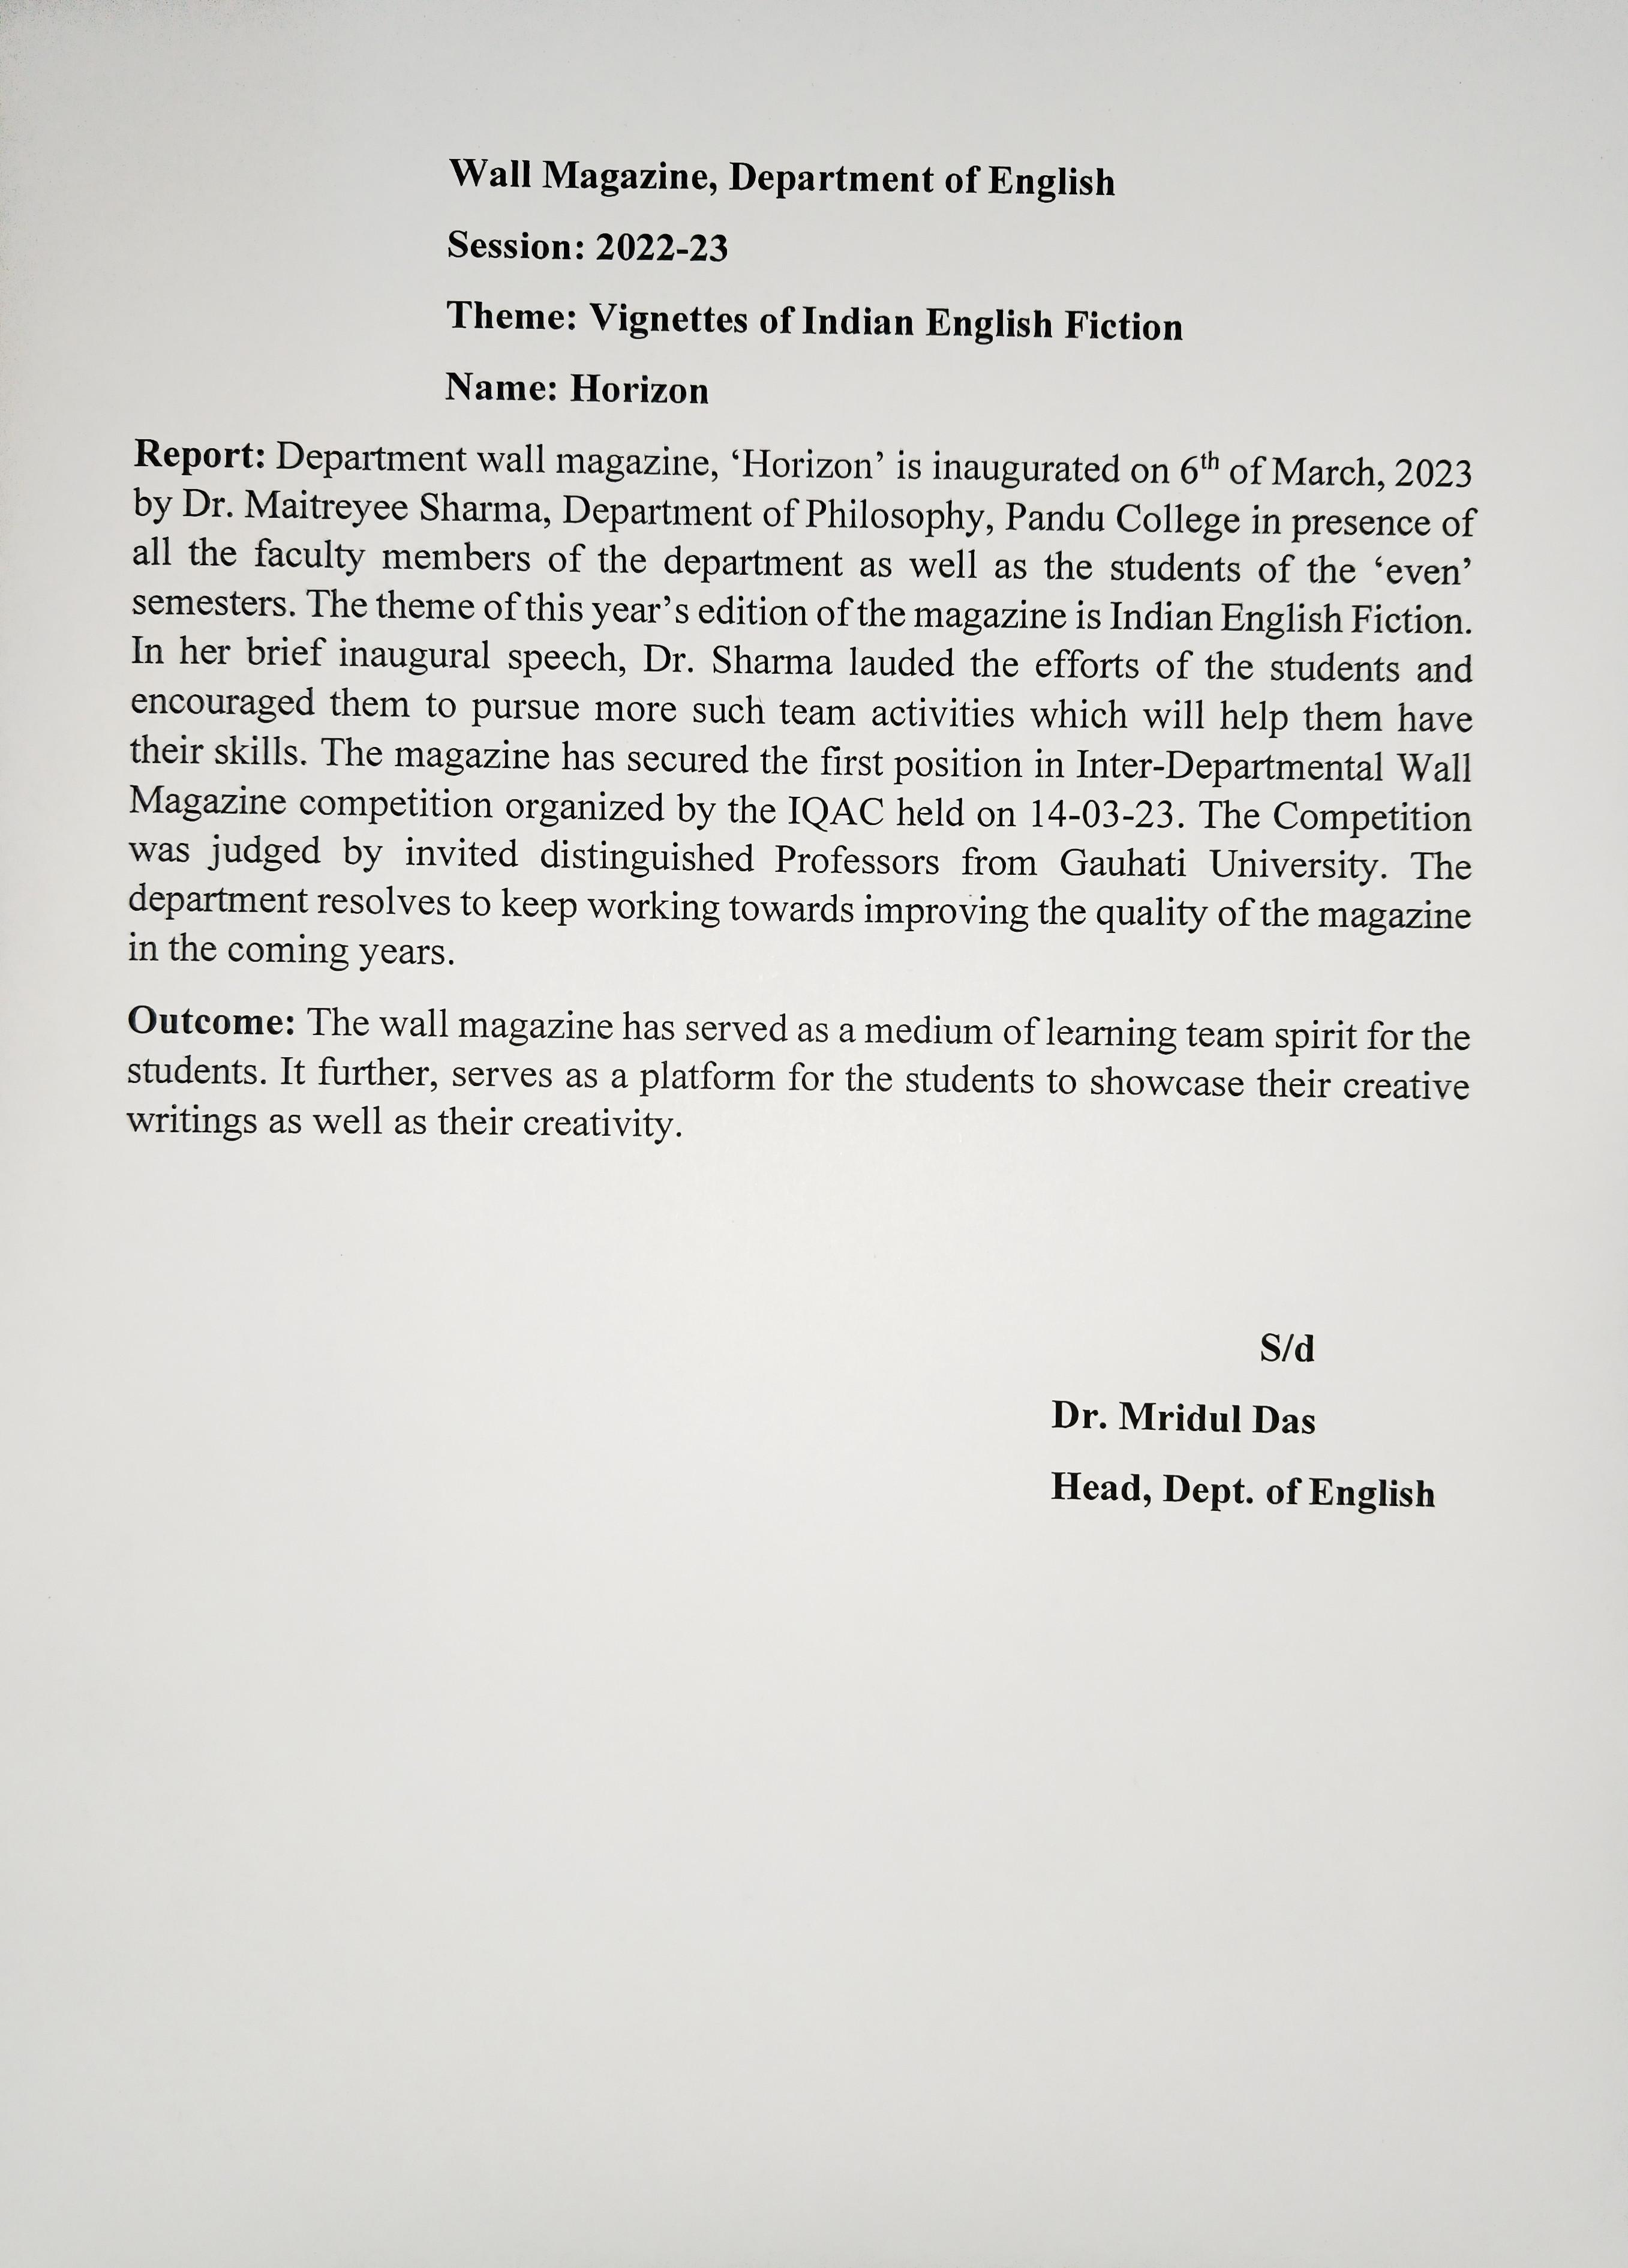 Wall Magazine, Department of English
Session: 2022-23
Theme: Vignettes of Indian English Fiction
Name: Horizon
Report: Department wall magazine, ‘Horizon’ is inaugurated on 6th of March, 2023
by Dr. Maitreyee Sharma, Department of Philosophy, Pandu College in presence of
all the faculty members of the department as well as the students of the ‘even’
semesters. The theme of this year’s edition of the magazine is Indian English Fiction.
In her brief inaugural speech, Dr. Sharma lauded the efforts of the students and
encouraged them to pursue more such team activities which will help them have
their skills. The magazine has secured the first position in Inter-Departmental Wall
Magazine competition organized by the IQAC held on 14-03-23. The Competition
was judged by invited distinguished Professors from Gauhati University. The
department resolves to keep working towards improving the quality of the magazine
in the coming years.
Outcome: The wall magazine has served as a medium of learning team spirit for the
students. It further, serves as a platform for the students to showcase their creative
writings as well as their creativity.
S/d
Dr. Mridul Das
Head, Dept. of English